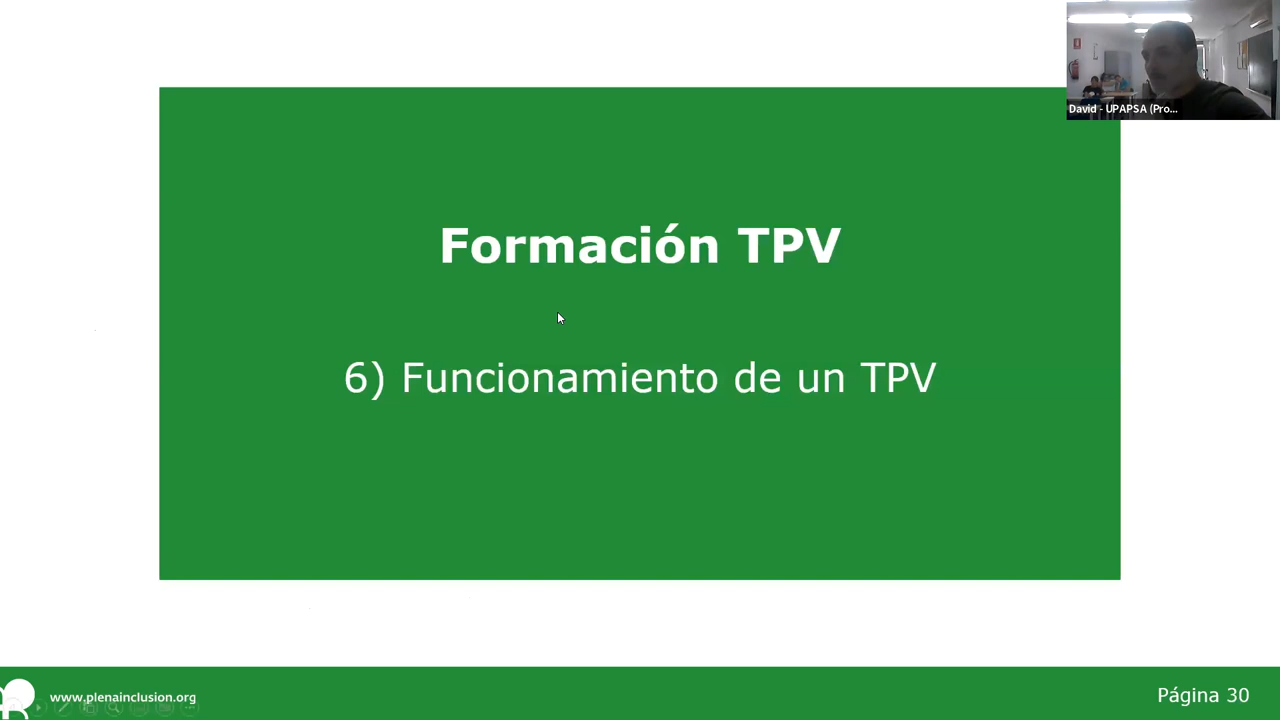 David - UPAPSA (Pro...
Formación TPV
6) Funcionamiento de un TPV
www.plenainclusion.org
Página 30